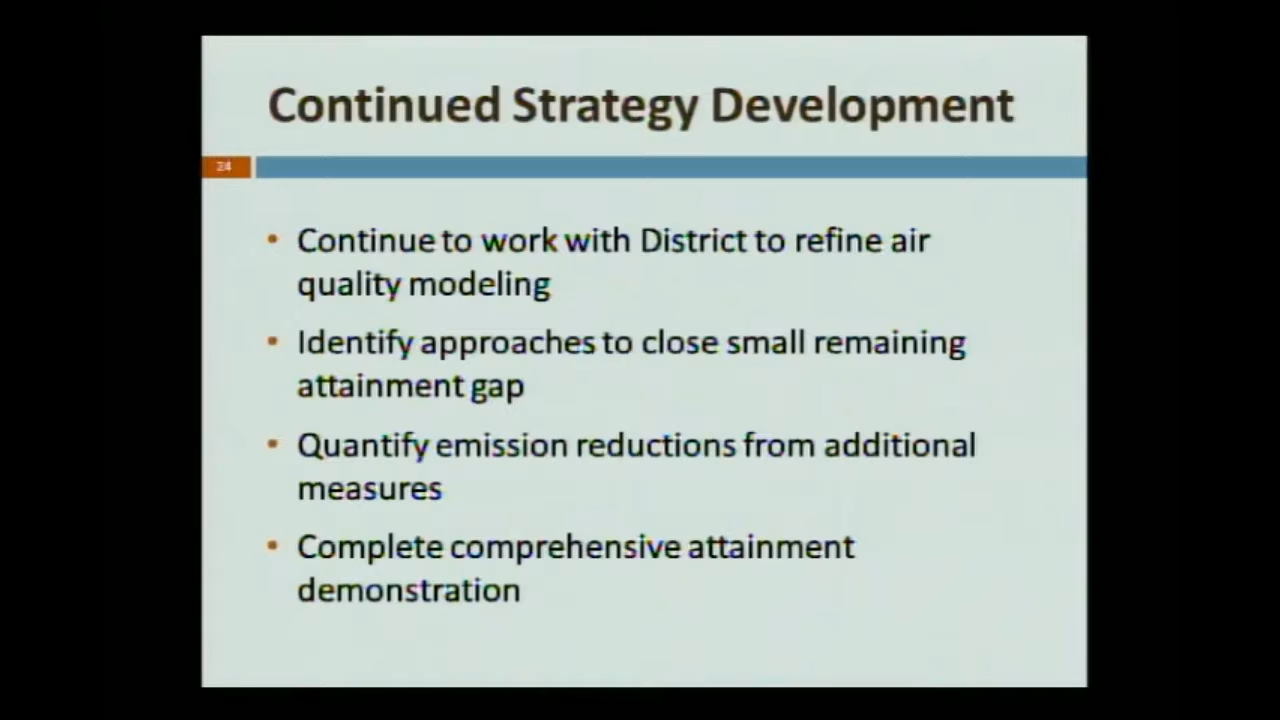 Continued Strategy Development
24
• Continue to work with District to refine air
quality modeling
• Identify approaches to close small remaining
attainment gap
• Quantify emission reductions from additional
measures
• Complete comprehensive attainment
demonstration